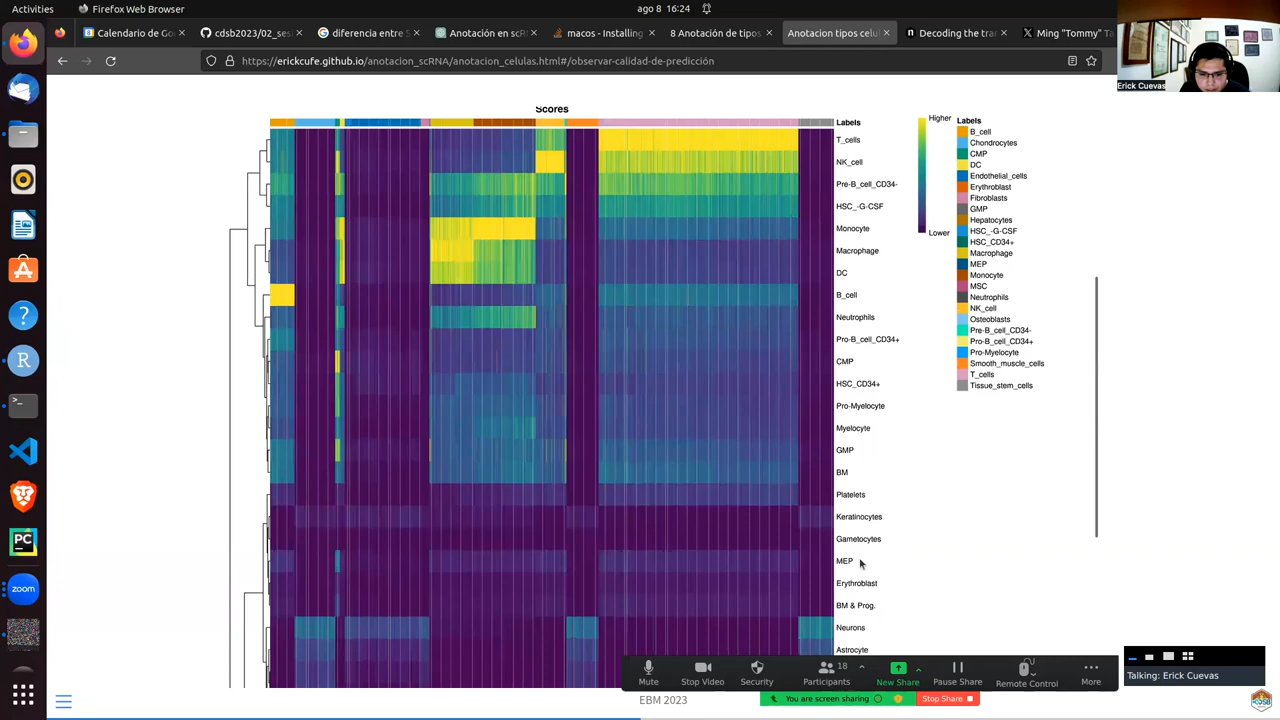 Activities
Firefox Web Browser
ago 8 16:24
Calendario de Go
cdsb2023/02_ses
diferencia entre S
Anotación en sc
macos - Installing
8 Anotación de tipos
Anotacion tipos celul
Decoding the tra
Ming "Tommy" Ta
https://erickcufe.github.io/anotacion_scRNA/anotacion_celulas.html#/observar-calidad-de-predicción
Erick Cuevas
Scores
Labels
T_cells
NK_cell
Pre-B_cell_CD34-
HSC_-G-CSF
Monocyte
Macrophage
DC
B_cell
Neutrophils
Pro-B_cell_CD34+
CMP
HSC_CD34+
Pro-Myelocyte
Myelocyte
GMP
BM
Platelets
Keratinocytes
Gametocytes
MEP
Erythroblast
BM & Prog.
Neurons
Astrocyte
Higher
Lower
Labels
B_cell
Chondrocytes
CMP
DC
Endothelial_cells
Erythroblast
Fibroblasts
GMP
Hepatocytes
HSC_-G-CSF
HSC_CD34+
Macrophage
MEP
Monocyte
MSC
Neutrophils
NK_cell
Osteoblasts
Pre-B_cell_CD34-
Pro-B_cell_CD34+
Pro-Myelocyte
Smooth_muscle_cells
T_cells
Tissue_stem_cells
Mute
Stop Video
Security
18
Participants
New Share
Pause Share
Remote Control
More
You are screen sharing
Stop Share
Talking: Erick Cuevas
EBM 2023
zoom
PC
R